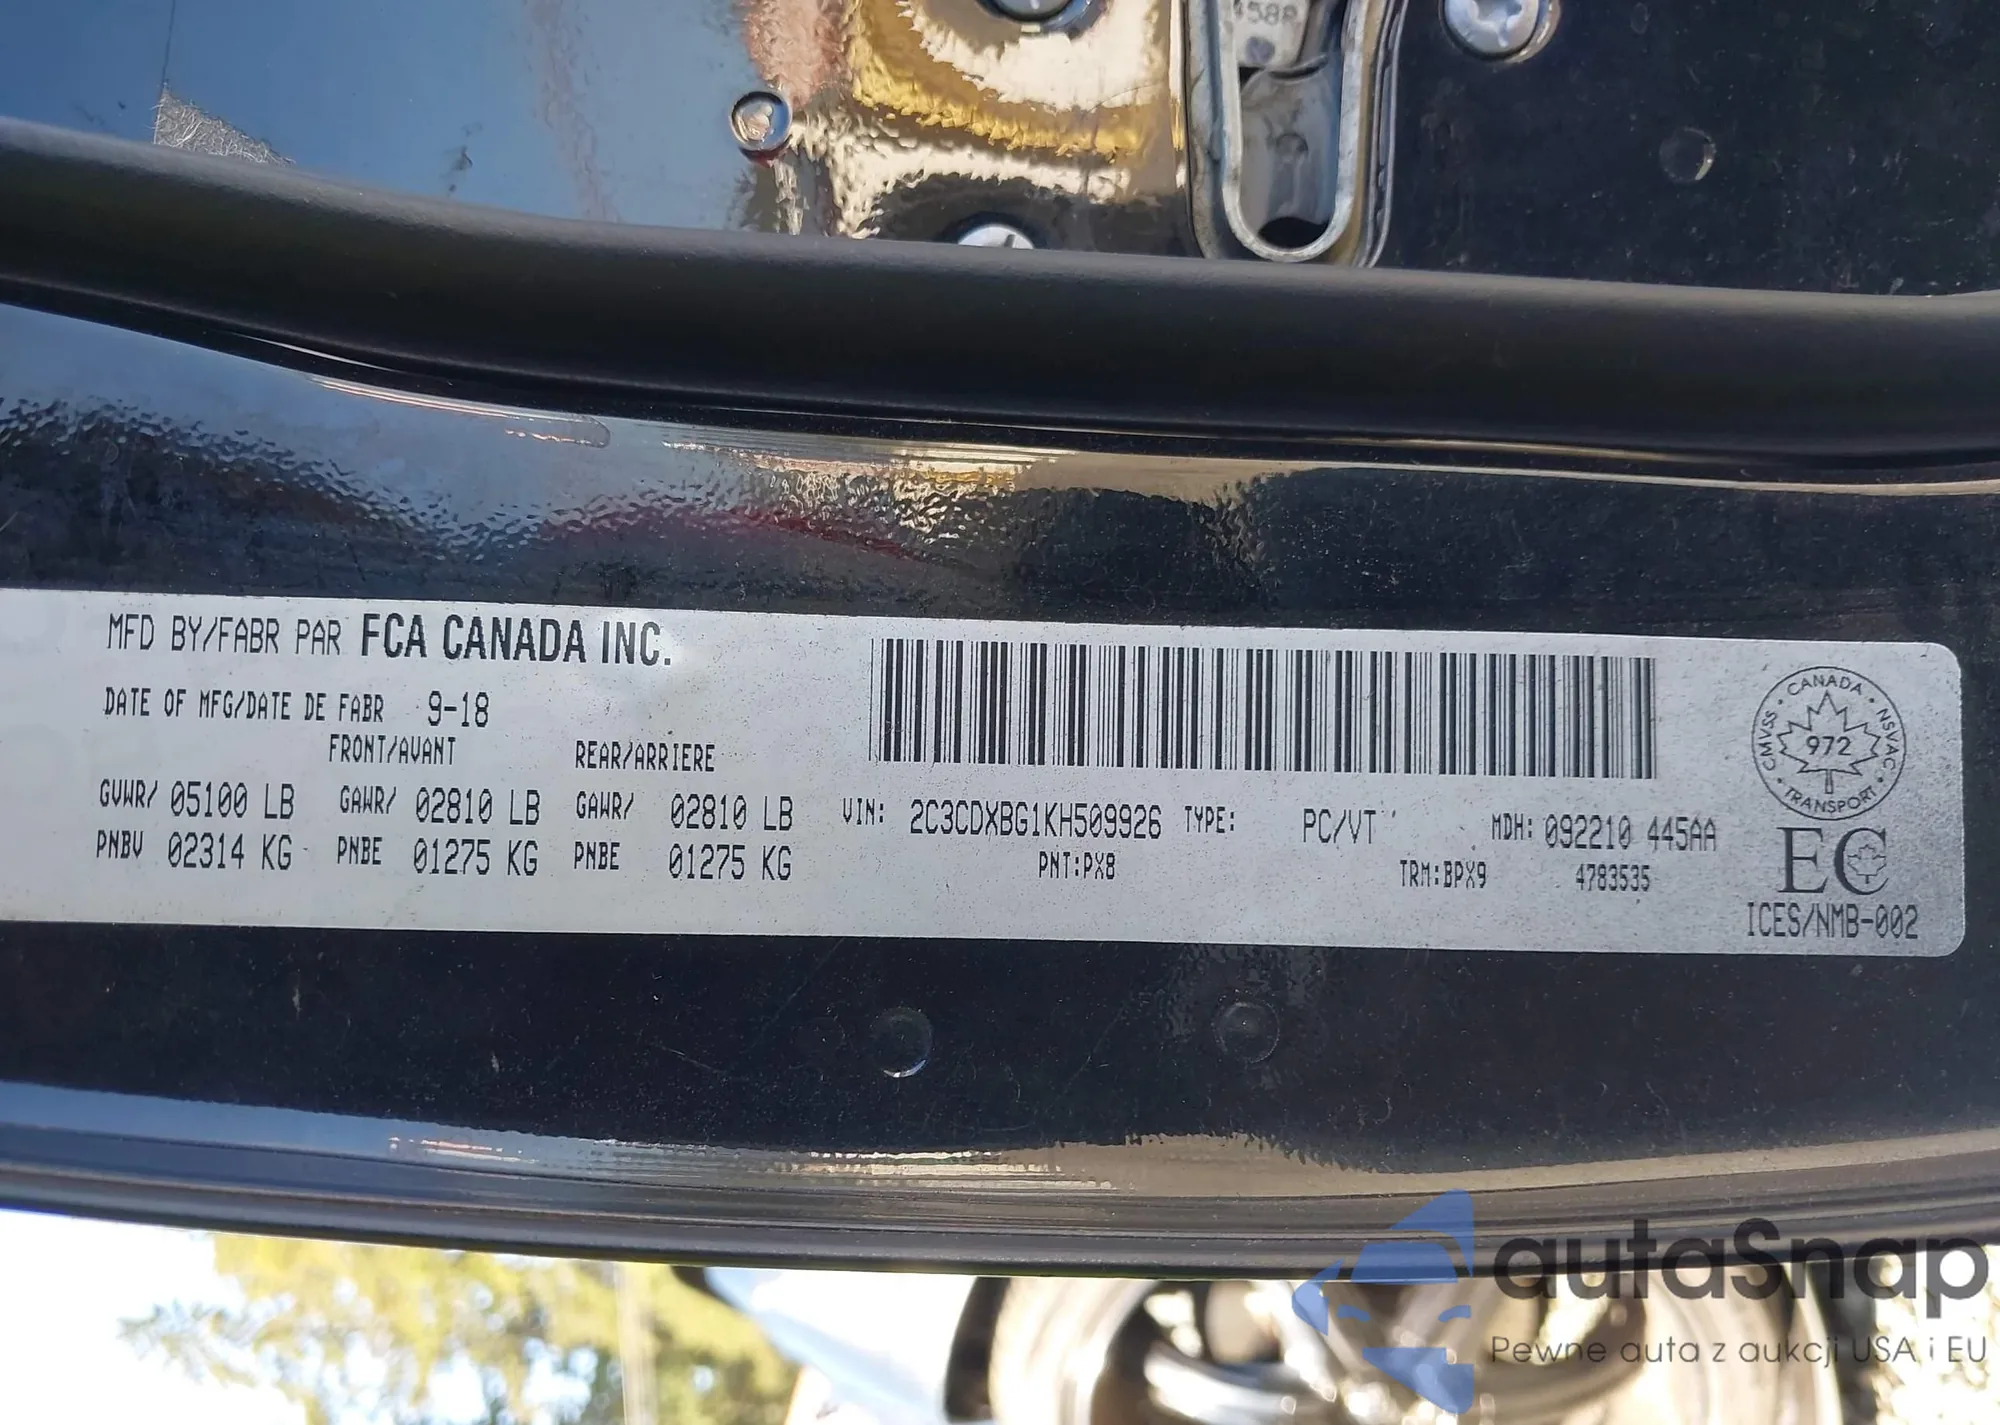 458A
MFD BY/FABR PAR FCA CANADA INC.
DATE OF MFG/DATE DE FABR 9-18
FRONT/AVANT REAR/ARRIERE
GVWR/ 05100 LB GAWR/ 02810 LB GAWR/ 02810 LB
PNBV 02314 KG PNBE 01275 KG PNBE 01275 KG
VIN: 2C3CDXBG1KH509926 TYPE: PC/VT MDH: 092210 445AA
PNT:PX8 TRM:BPX9 4783535
CMVSS · CANADA · NSVAC · TRANSPORT ·
972
EC
ICES/NMB-002
autaSnap
Pewne auta z aukcji USA i EU